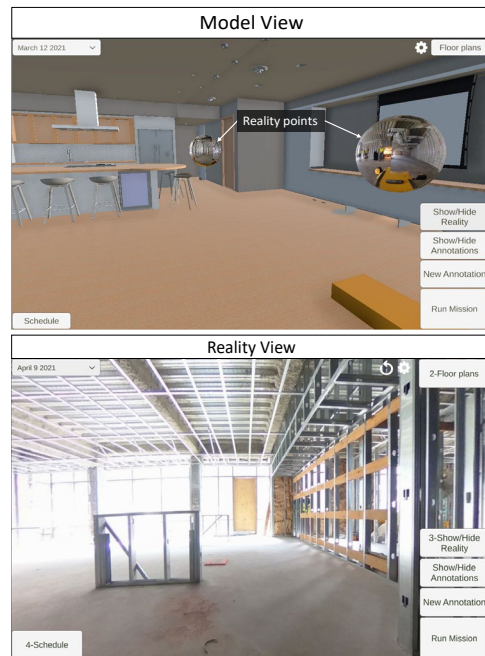 Model View
March 12 2021
Floor plans
Reality points
Show/Hide
Reality
Show/Hide
Annotations
New Annotation
Run Mission
Schedule
Reality View
April 9 2021
2-Floor plans
3-Show/Hide
Reality
Show/Hide
Annotations
New Annotation
Run Mission
4-Schedule